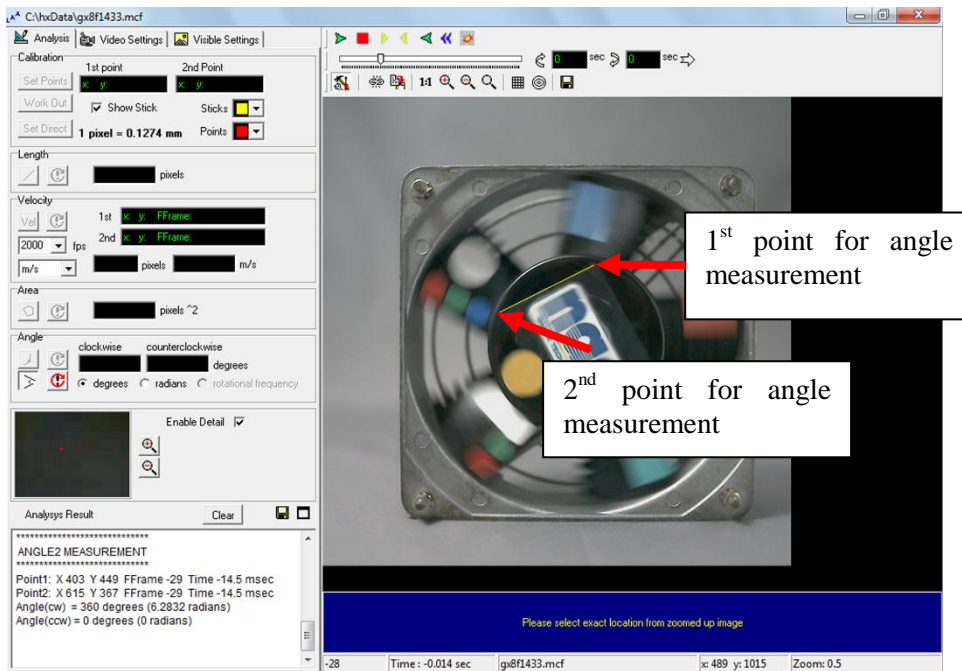 C:\hxData\gx8f1433.mcf
Analysis Video Settings Visible Settings
Calibration
1st point 2nd Point
Set Points x: y: x: y:
Work Out Show Stick Sticks
Set Direct 1 pixel = 0.1274 mm Points
Length
pixels
Velocity
Vel 1st x: y: FFrame:
2000 fps 2nd x: y: FFrame:
m/s pixels m/s
Area
pixels ^2
Angle
clockwise counterclockwise
degrees
degrees radians rotational frequency
Enable Detail
Analysys Result Clear
****************************
ANGLE2 MEASUREMENT
****************************
Point1: X 403 Y 449 FFrame -29 Time -14.5 msec
Point2: X 615 Y 367 FFrame -29 Time -14.5 msec
Angle(cw) = 360 degrees (6.2832 radians)
Angle(ccw) = 0 degrees (0 radians)
0 sec 0 sec
1:1
1st point for angle
measurement
2nd point for angle
measurement
Please select exact location from zoomed up image
-28 Time : -0.014 sec gx8f1433.mcf x: 489 y: 1015 Zoom: 0.5